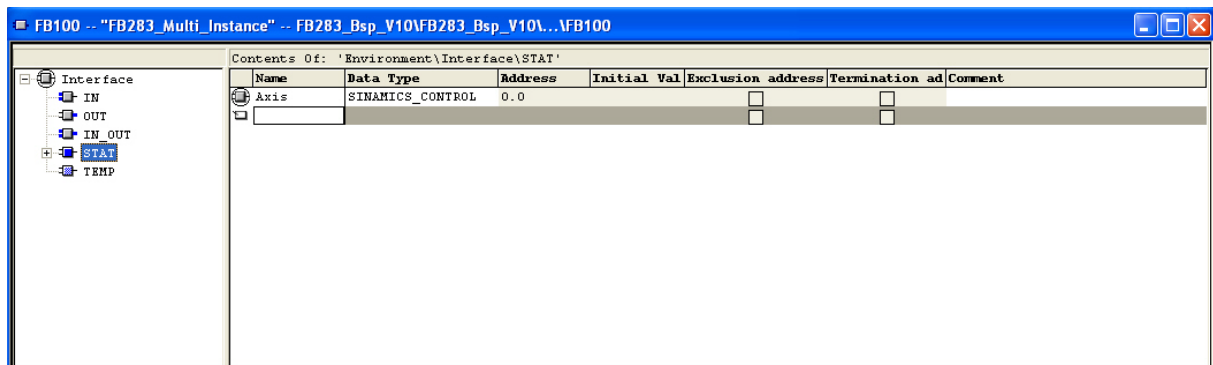 FB100 -- "FB283_Multi_Instance" -- FB283_Bsp_V10\FB283_Bsp_V10\...\FB100
Contents Of: 'Environment\Interface\STAT'
Interface
IN
OUT
IN_OUT
STAT
TEMP
Name Data Type Address Initial Val Exclusion address Termination ad Comment
Axis SINAMICS_CONTROL 0.0